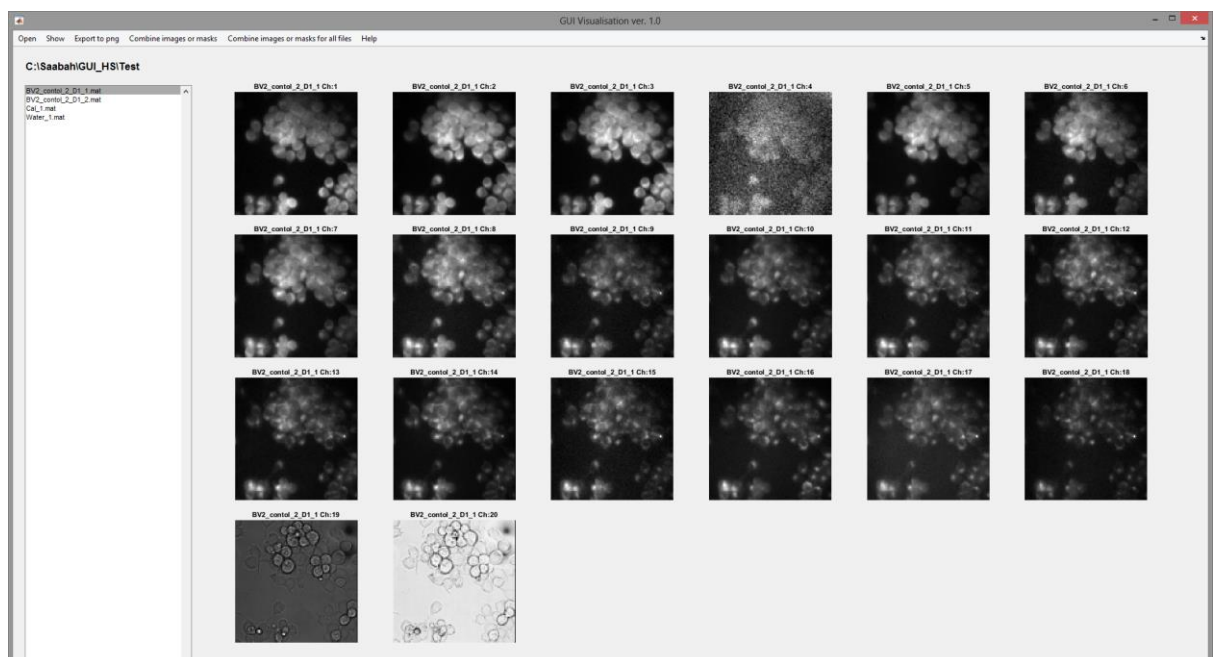 GUI Visualisation ver. 1.0
Open Show Export to png Combine images or masks Combine images or masks for all files Help
C:\Saabah\GUI_HS\Test
BV2_contol_2_D1_1.mat
BV2_contol_2_D1_2.mat
Cal_1.mat
Water_1.mat
BV2_contol_2_D1_1 Ch:1 BV2_contol_2_D1_1 Ch:2 BV2_contol_2_D1_1 Ch:3 BV2_contol_2_D1_1 Ch:4 BV2_contol_2_D1_1 Ch:5 BV2_contol_2_D1_1 Ch:6
BV2_contol_2_D1_1 Ch:7 BV2_contol_2_D1_1 Ch:8 BV2_contol_2_D1_1 Ch:9 BV2_contol_2_D1_1 Ch:10 BV2_contol_2_D1_1 Ch:11 BV2_contol_2_D1_1 Ch:12
BV2_contol_2_D1_1 Ch:13 BV2_contol_2_D1_1 Ch:14 BV2_contol_2_D1_1 Ch:15 BV2_contol_2_D1_1 Ch:16 BV2_contol_2_D1_1 Ch:17 BV2_contol_2_D1_1 Ch:18
BV2_contol_2_D1_1 Ch:19 BV2_contol_2_D1_1 Ch:20